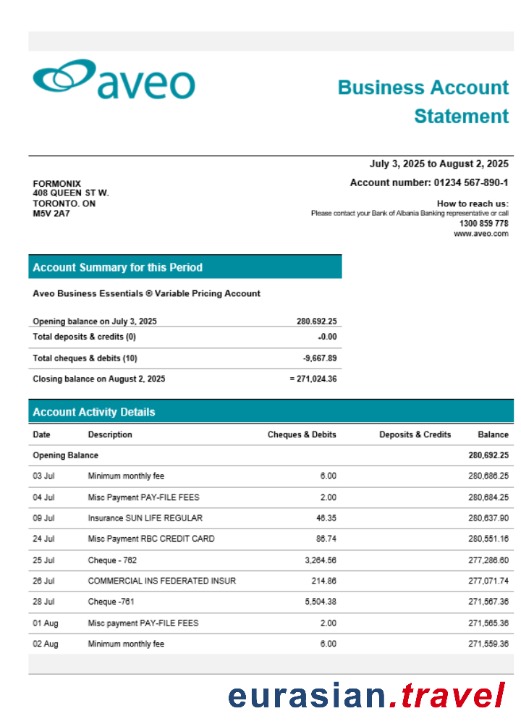 aveo
Business Account
Statement
July 3, 2025 to August 2, 2025
FORMONIX
408 QUEEN ST W.
TORONTO. ON
M5V 2A7
Account number: 01234 567-890-1
How to reach us:
Please contact your Bank of Albania Banking representative or call
1300 859 778
www.aveo.com
Account Summary for this Period
Aveo Business Essentials ® Variable Pricing Account
Opening balance on July 3, 2025 280.692.25
Total deposits & credits (0) -0.00
Total cheques & debits (10) -9,667.89
Closing balance on August 2, 2025 = 271,024.36
Account Activity Details
Date Description Cheques & Debits Deposits & Credits Balance
Opening Balance 280,692.25
03 Jul Minimum monthly fee 6.00 280,686.25
04 Jul Misc Payment PAY-FILE FEES 2.00 280,684.25
09 Jul Insurance SUN LIFE REGULAR 46.35 280,637.90
24 Jul Misc Payment RBC CREDIT CARD 86.74 280,551.16
25 Jul Cheque - 762 3,264.56 277,286.60
26 Jul COMMERCIAL INS FEDERATED INSUR 214.86 277,071.74
28 Jul Cheque -761 5,504.38 271,567.36
01 Aug Misc payment PAY-FILE FEES 2.00 271,565.36
02 Aug Minimum monthly fee 6.00 271,559.36
eurasian.travel